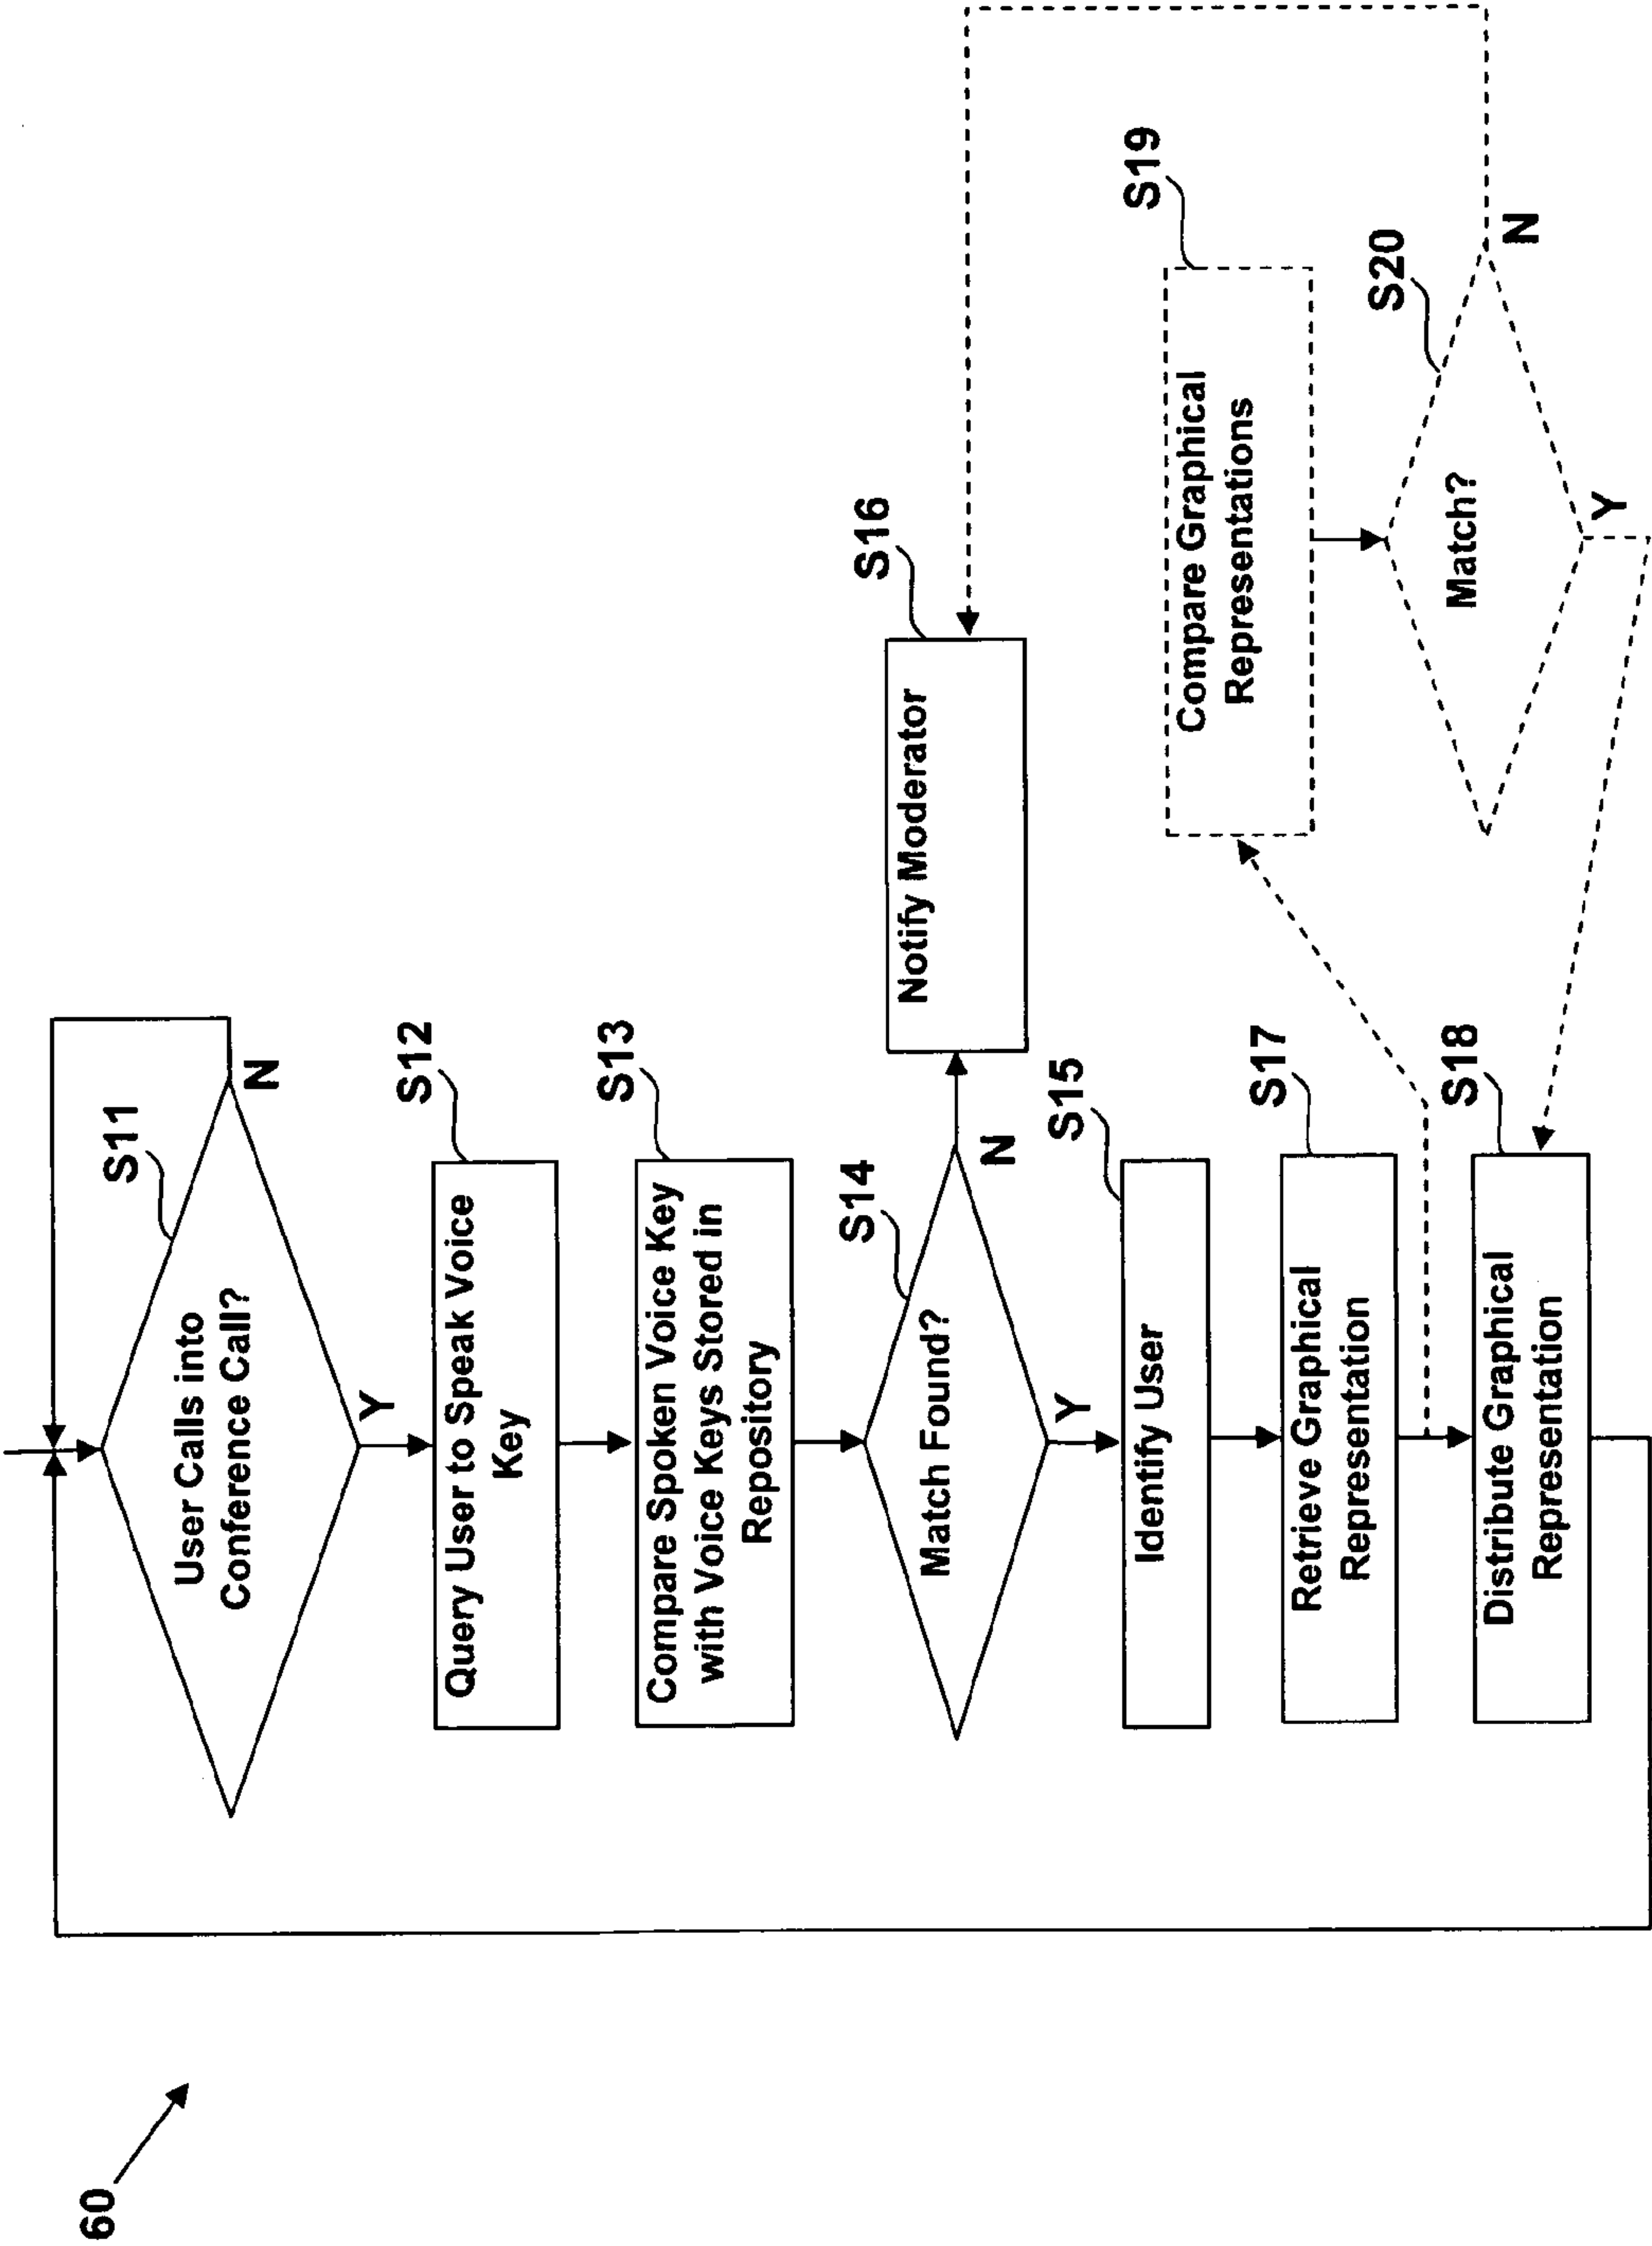 60
S11
User Calls into
Conference Call?
N
Y
S12
Query User to Speak Voice
Key
S13
Compare Spoken Voice Key
with Voice Keys Stored in
Repository
S14
Match Found?
N
Y
S16
Notify Moderator
S15
Identify User
S17
Retrieve Graphical
Representation
S18
Distribute Graphical
Representation
S19
Compare Graphical
Representations
S20
Match?
N
Y